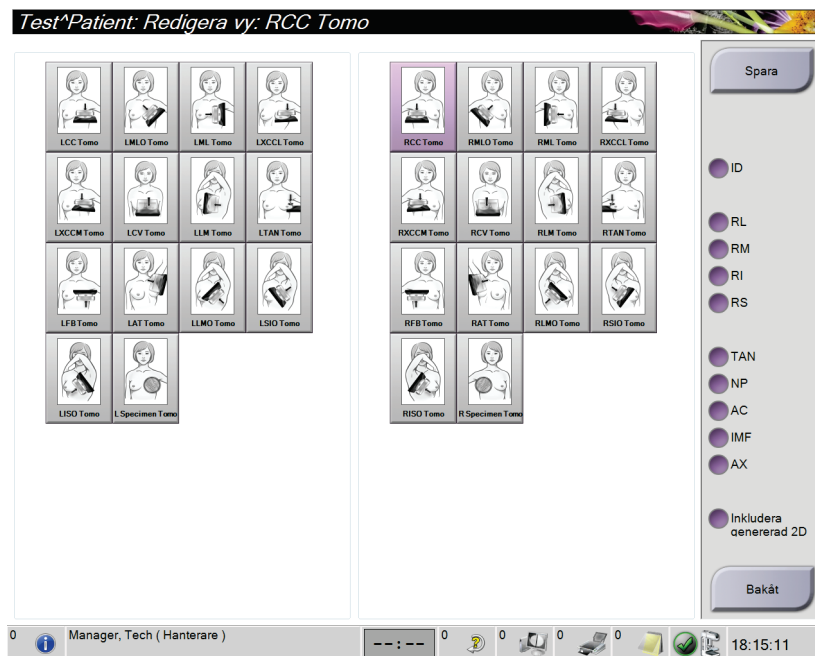 Test^Patient: Redigera vy: RCC Tomo
LCC Tomo
LMLO Tomo
LML Tomo
LXCCL Tomo
LXCCM Tomo
LCV Tomo
LLM Tomo
LTAN Tomo
LFB Tomo
LAT Tomo
LLMO Tomo
LSIO Tomo
LISO Tomo
L Specimen Tomo
RCC Tomo
RMLO Tomo
RML Tomo
RXCCL Tomo
RXCCM Tomo
RCV Tomo
RLM Tomo
RTAN Tomo
RFB Tomo
RAT Tomo
RLMO Tomo
RSIO Tomo
RISO Tomo
R Specimen Tomo
Spara
ID
RL
RM
RI
RS
TAN
NP
AC
IMF
AX
Inkludera
genererad 2D
Bakåt
0
Manager, Tech ( Hanterare )
--:--
0
0
0
0
18:15:11